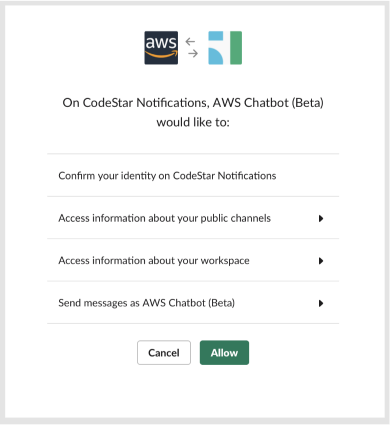 aws
On CodeStar Notifications, AWS Chatbot (Beta)
would like to:
Confirm your identity on CodeStar Notifications
Access information about your public channels
Access information about your workspace
Send messages as AWS Chatbot (Beta)
Cancel
Allow